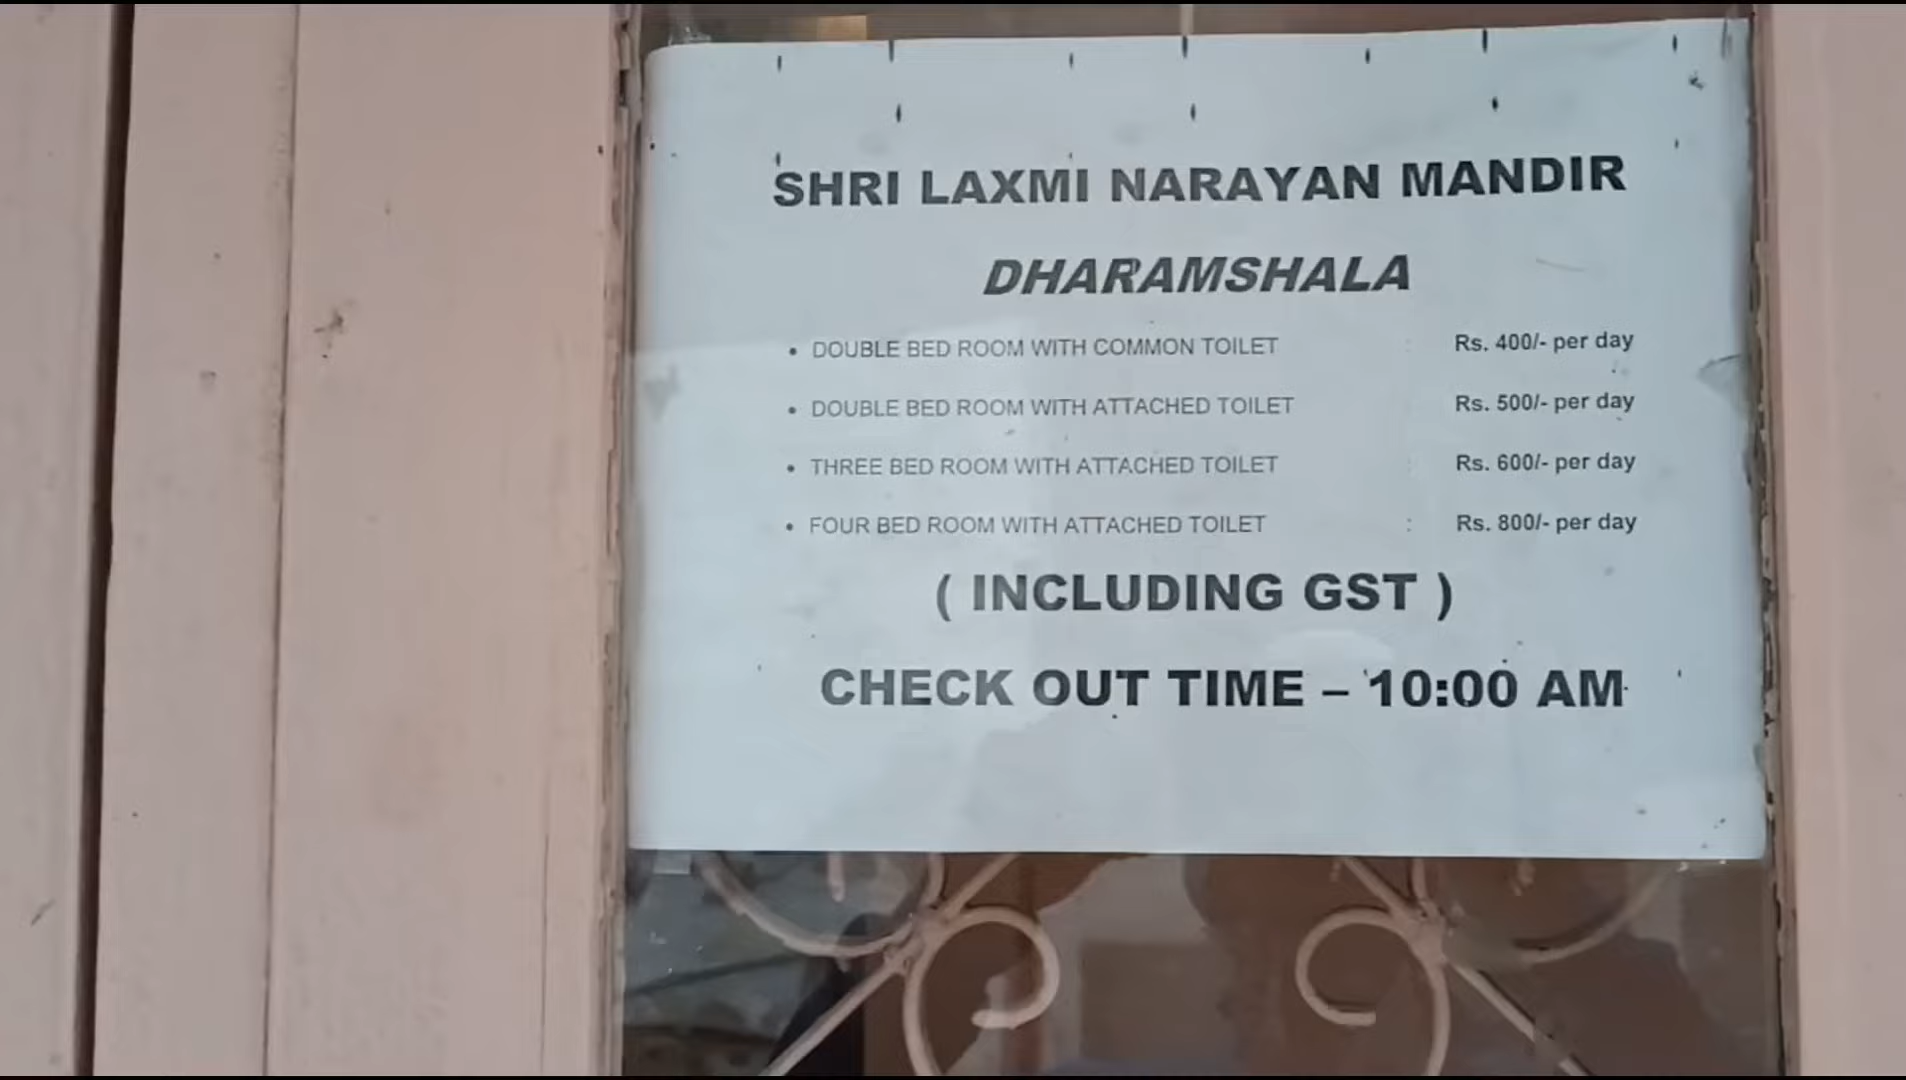 SHRI LAXMI NARAYAN MANDIR
DHARAMSHALA
• DOUBLE BED ROOM WITH COMMON TOILET : Rs. 400/- per day
• DOUBLE BED ROOM WITH ATTACHED TOILET Rs. 500/- per day
• THREE BED ROOM WITH ATTACHED TOILET : Rs. 600/- per day
• FOUR BED ROOM WITH ATTACHED TOILET : Rs. 800/- per day
( INCLUDING GST )
CHECK OUT TIME – 10:00 AM